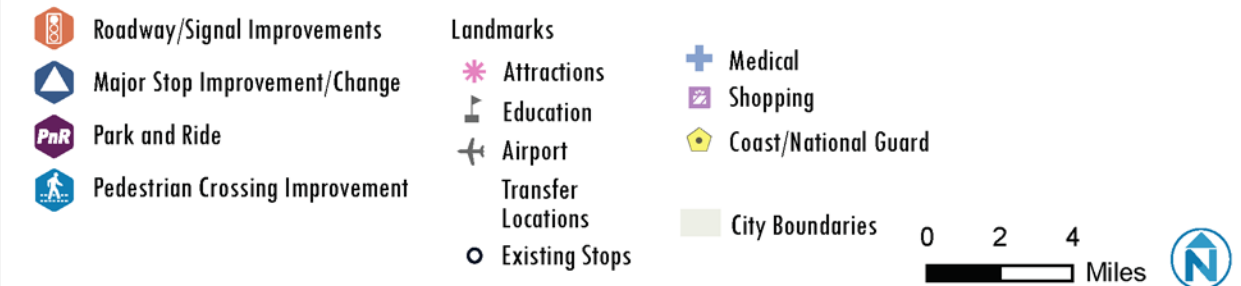 Roadway/Signal Improvements
Major Stop Improvement/Change
PnR
Park and Ride
Pedestrian Crossing Improvement
Landmarks
Attractions
Education
Airport
Transfer
Locations
Existing Stops
Medical
Shopping
Coast/National Guard
City Boundaries
0 2 4
Miles
N